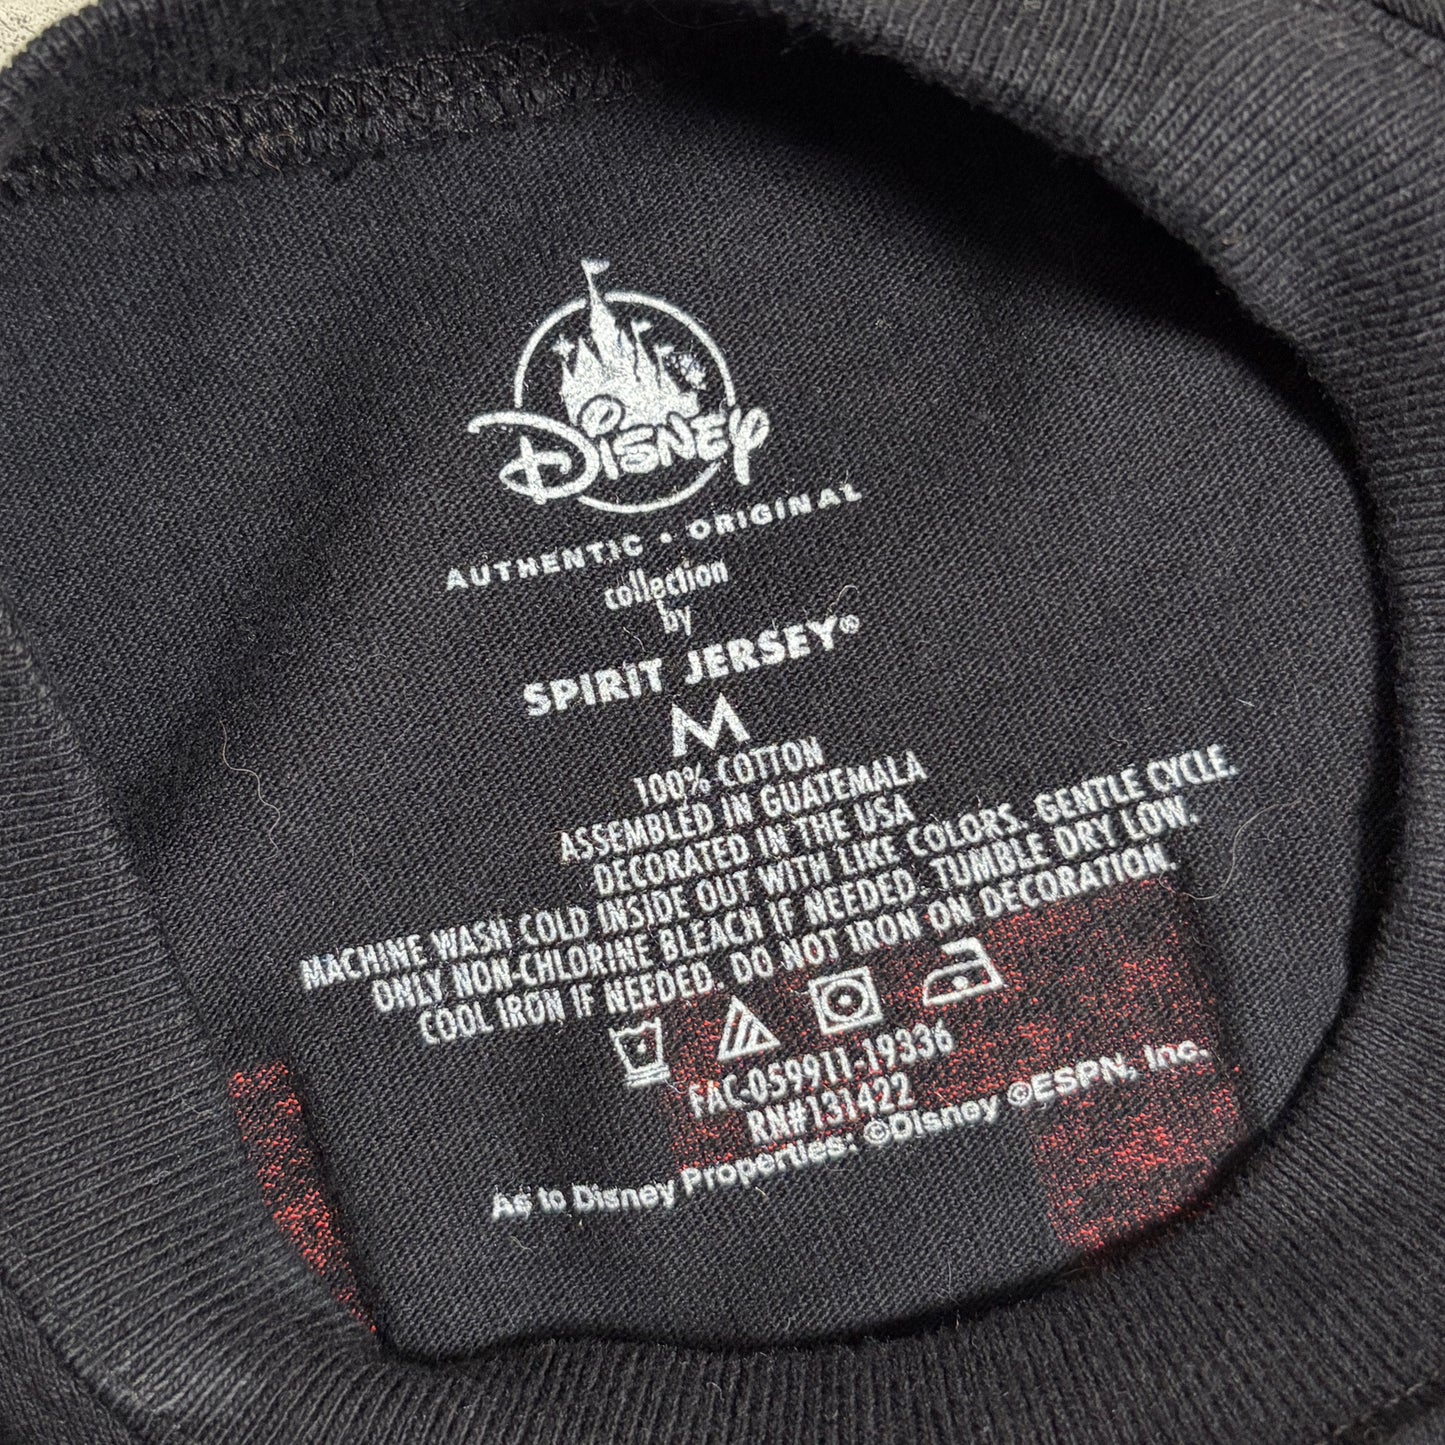 Disney
AUTHENTIC • ORIGINAL
collection
by
SPIRIT JERSEY®
M
100% COTTON
ASSEMBLED IN GUATEMALA
DECORATED IN THE USA
MACHINE WASH COLD INSIDE OUT WITH LIKE COLORS. GENTLE CYCLE.
ONLY NON-CHLORINE BLEACH IF NEEDED. TUMBLE DRY LOW.
COOL IRON IF NEEDED. DO NOT IRON ON DECORATION.
FAC-059911-19336
RN#131422
As to Disney Properties: ©Disney ©ESPN, Inc.